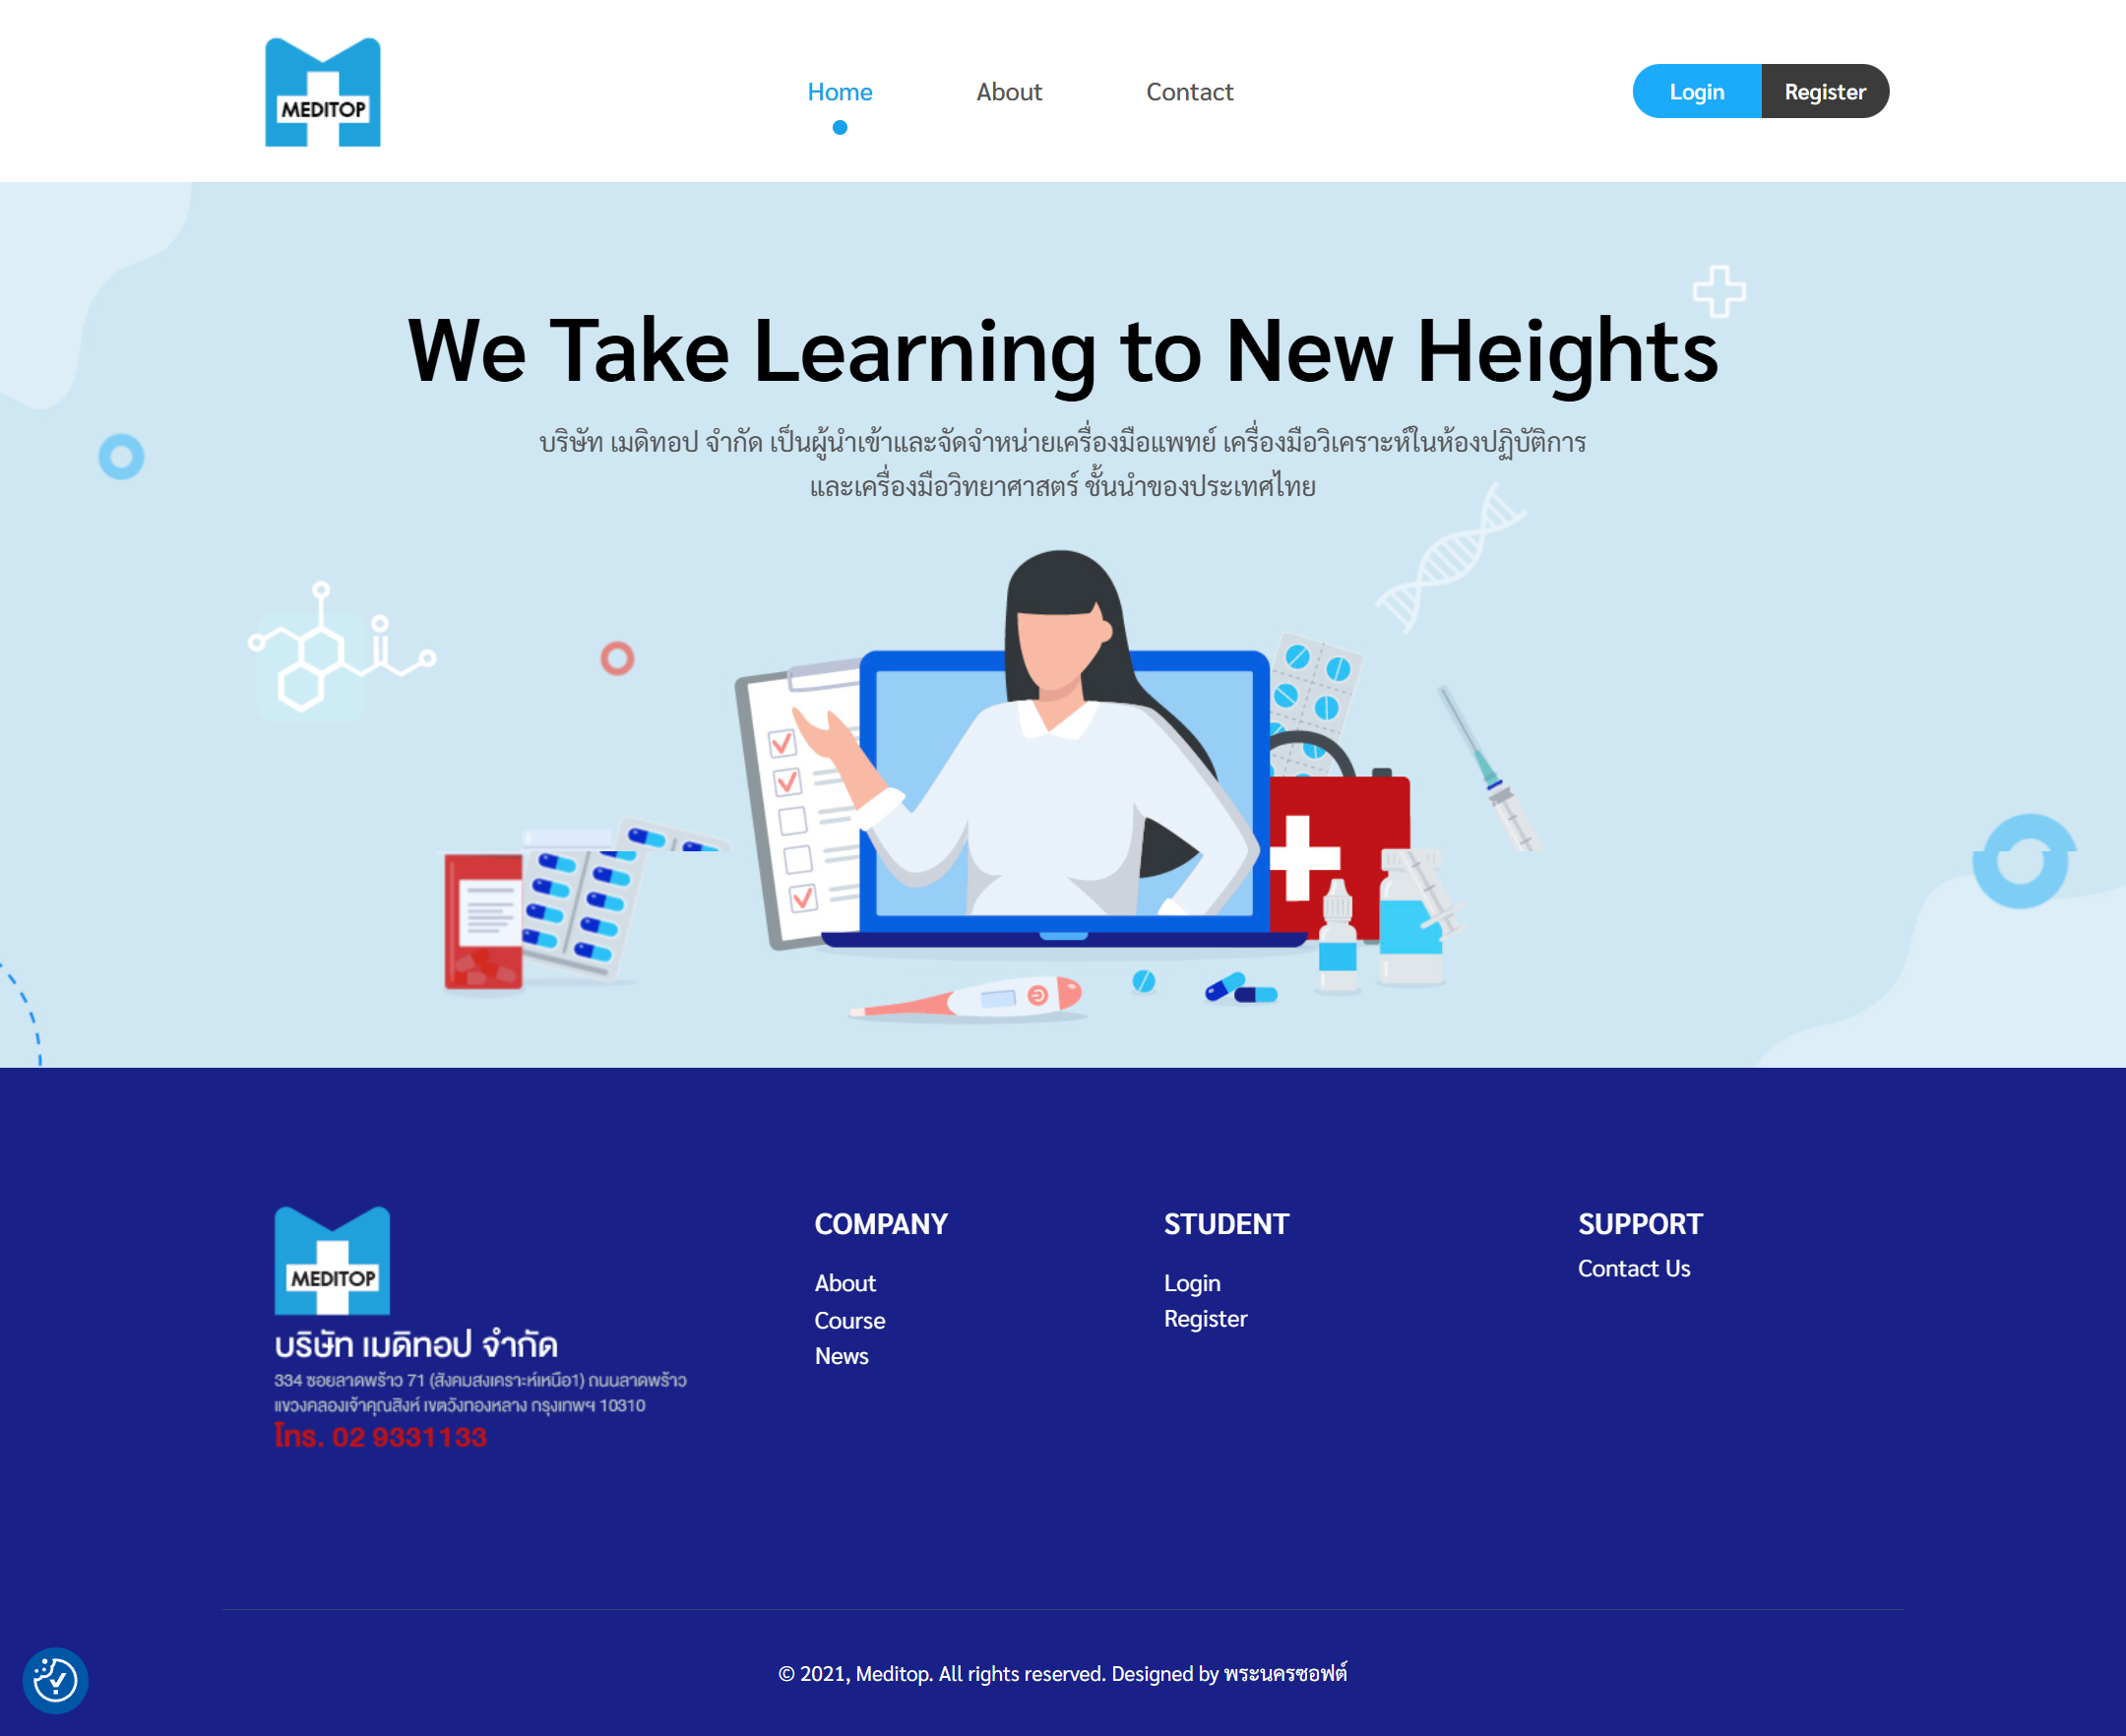 MEDITOP
Home
About
Contact
Login
Register
We Take Learning to New Heights
บริษัท เมดิทอป จำกัด เป็นผู้นำเข้าและจัดจำหน่ายเครื่องมือแพทย์ เครื่องมือวิเคราะห์ในห้องปฏิบัติการ
และเครื่องมือวิทยาศาสตร์ ชั้นนำของประเทศไทย
MEDITOP
บริษัท เมดิทอป จำกัด
334 ซอยลาดพร้าว 71 (สังคมสงเคราะห์เหนือ1) ถนนลาดพร้าว
แขวงคลองเจ้าคุณสิงห์ เขตวังทองหลาง กรุงเทพฯ 10310
โทร. 02 9331133
COMPANY
About
Course
News
STUDENT
Login
Register
SUPPORT
Contact Us
© 2021, Meditop. All rights reserved. Designed by พระนครซอฟต์